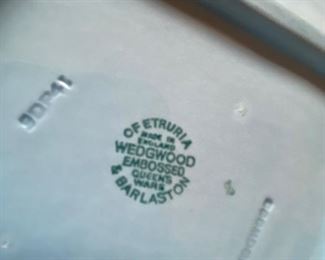 OF ETRURIA
MADE IN
ENGLAND
WEDGWOOD
EMBOSSED
QUEEN'S
WARE
& BARLASTON